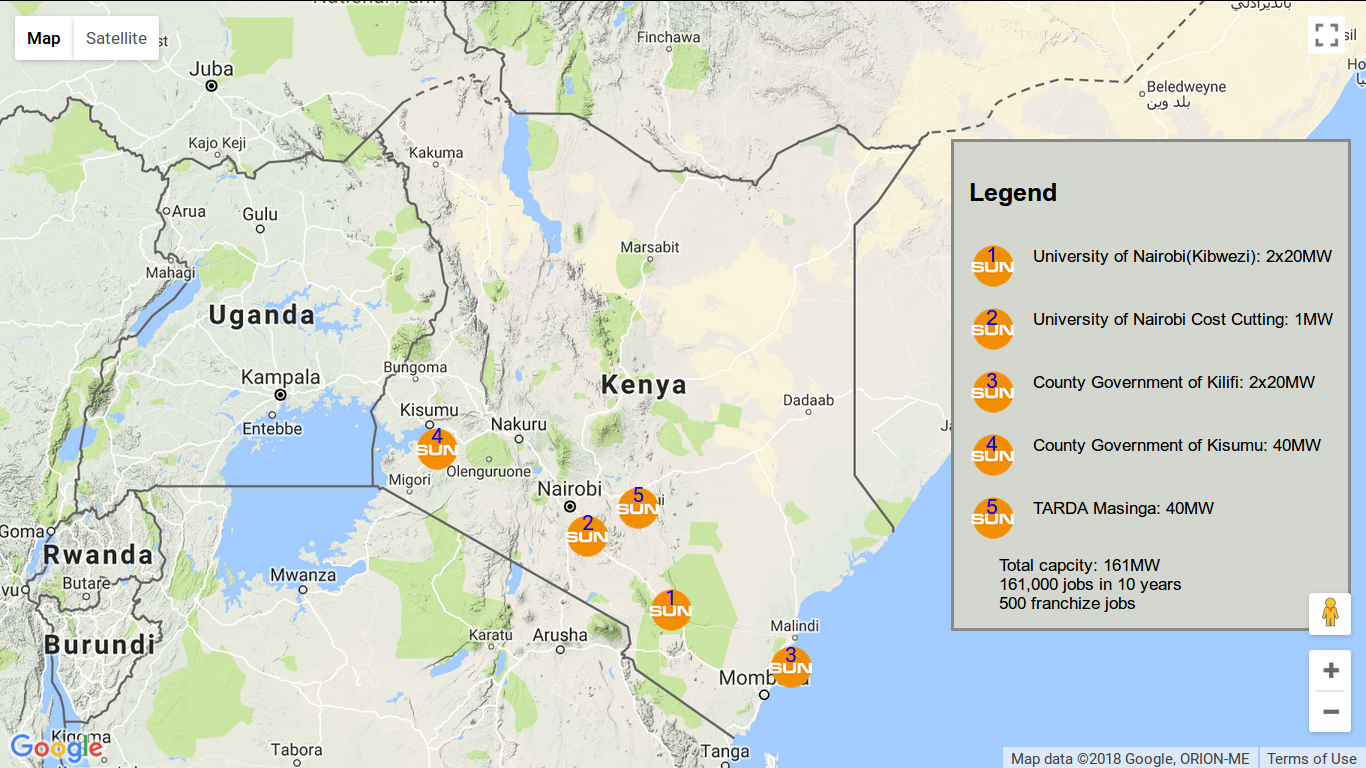 National Park
Map
Satellite
Finchawa
Juba
Beledweyne
بلد وين
Kajo Keji
Kakuma
Arua
Gulu
Mahagi
Marsabit
Uganda
Kampala
Entebbe
Bungoma
Kenya
Kisumu
Dadaab
Nakuru
4
SUN
Olenguruone
Migori
Nairobi
5
SUN
2
SUN
Goma
Rwanda
Butare
Mwanza
1
SUN
Burundi
Karatu
Arusha
Malindi
3
SUN
Kigoma
Google
Tabora
Tanga
Legend
1
SUN
University of Nairobi(Kibwezi): 2x20MW
2
SUN
University of Nairobi Cost Cutting: 1MW
3
SUN
County Government of Kilifi: 2x20MW
4
SUN
County Government of Kisumu: 40MW
5
SUN
TARDA Masinga: 40MW
Total capcity: 161MW
161,000 jobs in 10 years
500 franchize jobs
+
−
Map data ©2018 Google, ORION-ME
Terms of Use